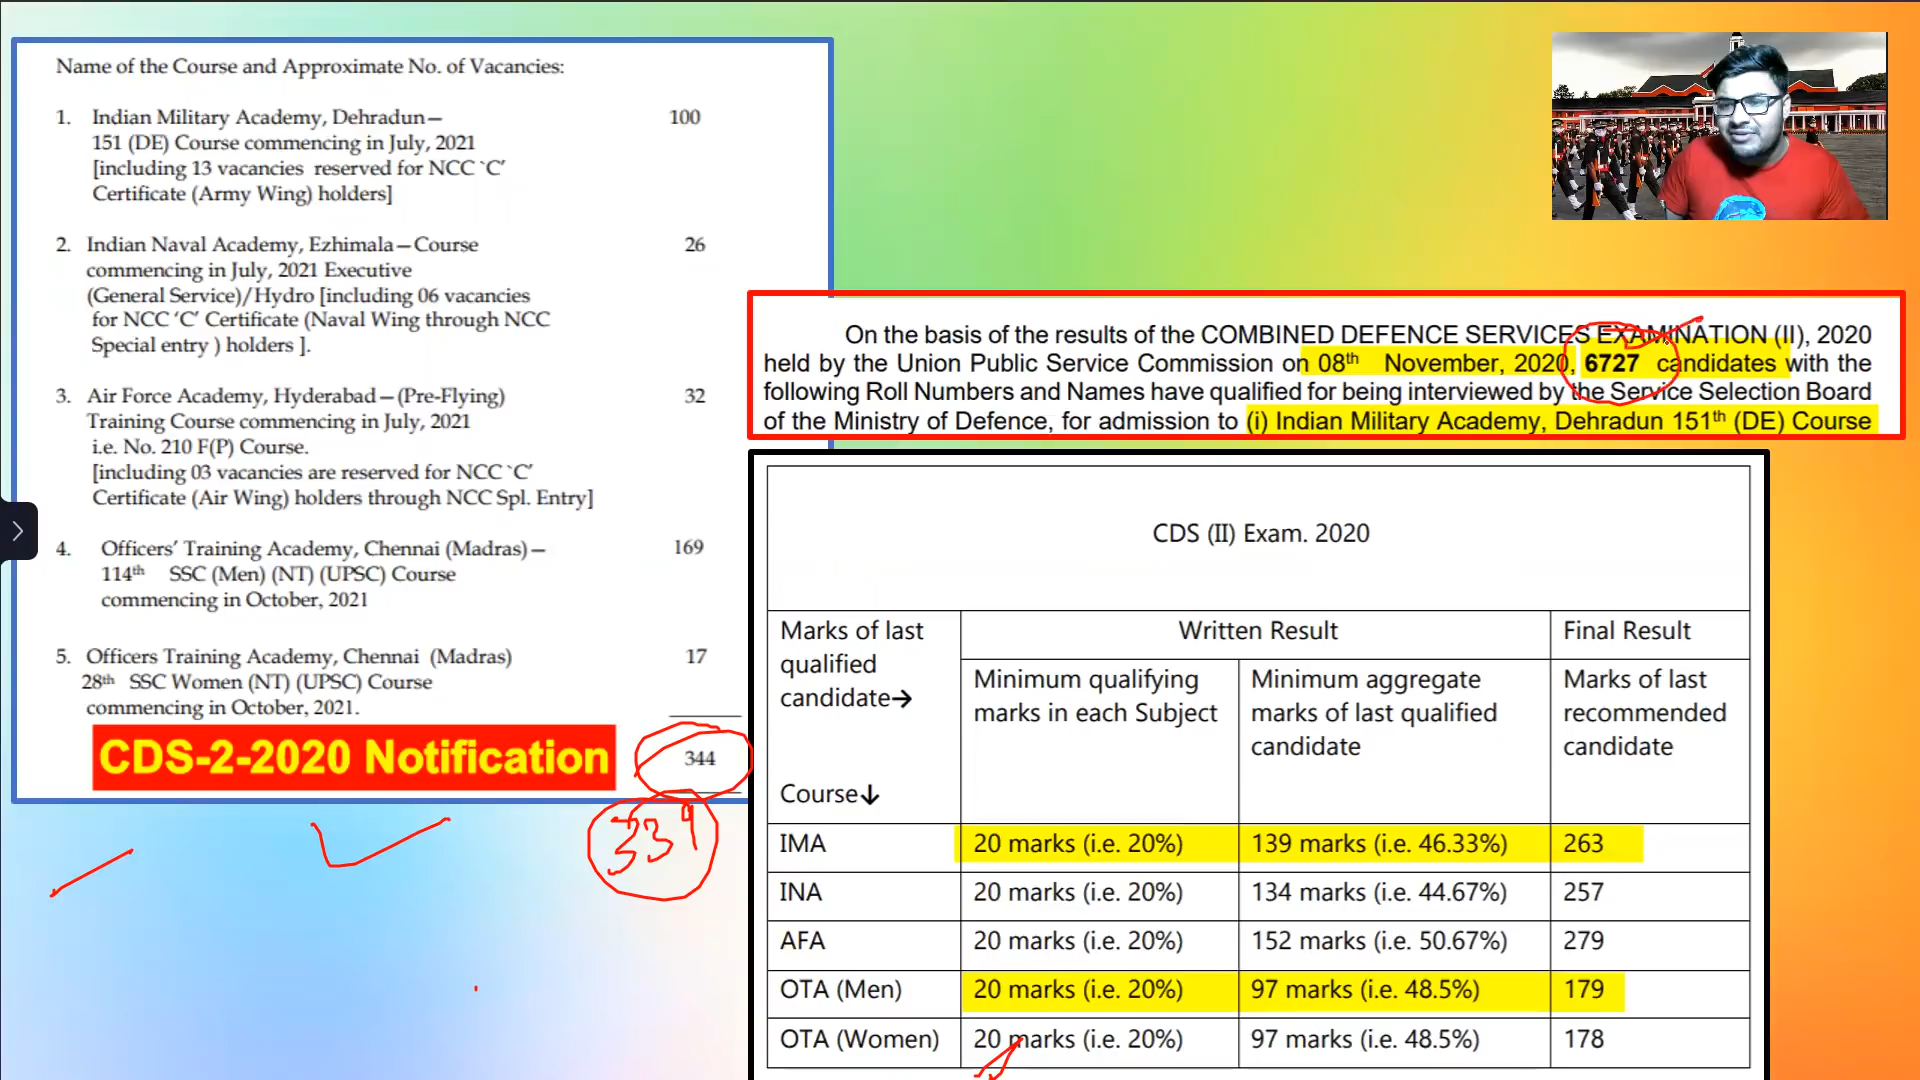 Name of the Course and Approximate No. of Vacancies:
1. Indian Military Academy, Dehradun— 100
151 (DE) Course commencing in July, 2021
[including 13 vacancies reserved for NCC `C'
Certificate (Army Wing) holders]
2. Indian Naval Academy, Ezhimala—Course 26
commencing in July, 2021 Executive
(General Service)/Hydro [including 06 vacancies
for NCC 'C' Certificate (Naval Wing through NCC
Special entry ) holders ].
3. Air Force Academy, Hyderabad—(Pre-Flying) 32
Training Course commencing in July, 2021
i.e. No. 210 F(P) Course.
[including 03 vacancies are reserved for NCC `C'
Certificate (Air Wing) holders through NCC Spl. Entry]
4. Officers' Training Academy, Chennai (Madras)— 169
114th SSC (Men) (NT) (UPSC) Course
commencing in October, 2021
5. Officers Training Academy, Chennai (Madras) 17
28th SSC Women (NT) (UPSC) Course
commencing in October, 2021.
CDS-2-2020 Notification 344
339
On the basis of the results of the COMBINED DEFENCE SERVICES EXAMINATION (II), 2020
held by the Union Public Service Commission on 08th November, 2020, 6727 candidates with the
following Roll Numbers and Names have qualified for being interviewed by the Service Selection Board
of the Ministry of Defence, for admission to (i) Indian Military Academy, Dehradun 151th (DE) Course
CDS (II) Exam. 2020
Marks of last qualified candidate→ Written Result Final Result
Minimum qualifying marks in each Subject Minimum aggregate marks of last qualified candidate Marks of last recommended candidate
Course↓
IMA 20 marks (i.e. 20%) 139 marks (i.e. 46.33%) 263
INA 20 marks (i.e. 20%) 134 marks (i.e. 44.67%) 257
AFA 20 marks (i.e. 20%) 152 marks (i.e. 50.67%) 279
OTA (Men) 20 marks (i.e. 20%) 97 marks (i.e. 48.5%) 179
OTA (Women) 20 marks (i.e. 20%) 97 marks (i.e. 48.5%) 178